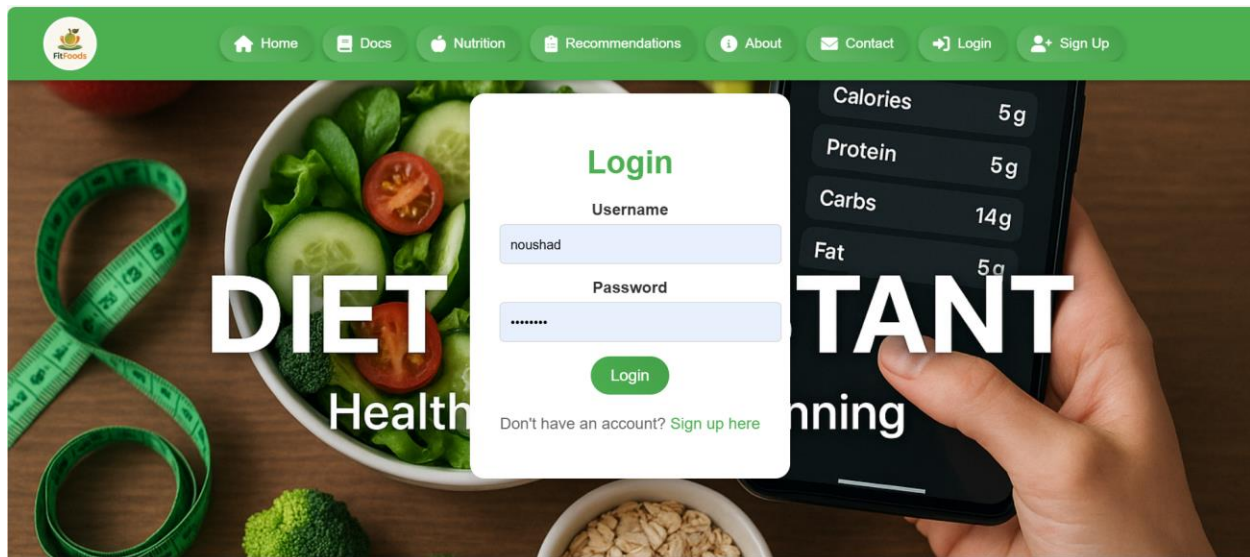 FitFoods
Home Docs Nutrition Recommendations About Contact Login Sign Up
Login
Username
noushad
Password
Login
Don't have an account? Sign up here
DIET STANT
Health nning
Calories 5g
Protein 5g
Carbs 14g
Fat 5g